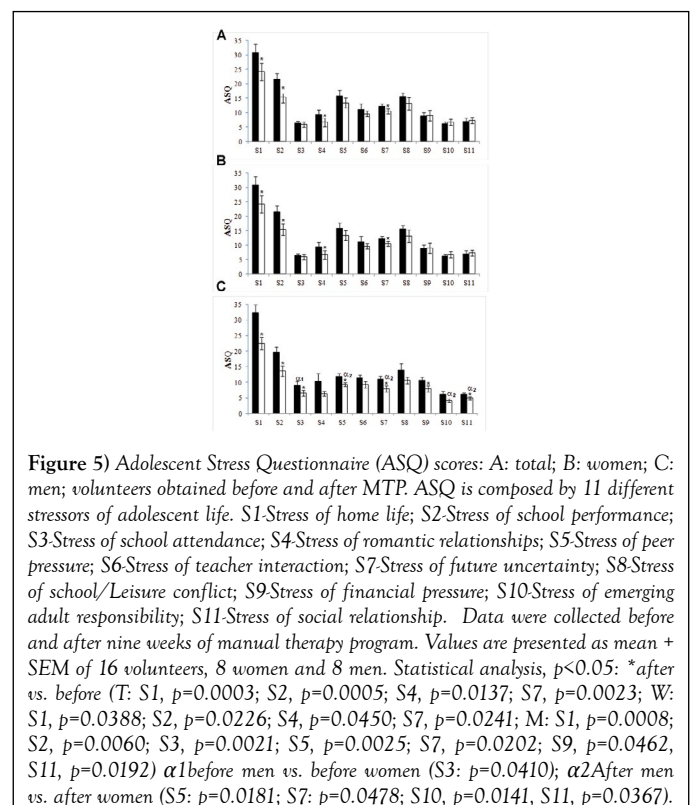 A
35
30
25
20
15
10
5
0
ASQ
* * * *
S1 S2 S3 S4 S5 S6 S7 S8 S9 S10 S11
B
35
30
25
20
15
10
5
0
ASQ
* * * *
S1 S2 S3 S4 S5 S6 S7 S8 S9 S10 S11
C
35
30
25
20
15
10
5
0
ASQ
S1 S2 S3 S4 S5 S6 S7 S8 S9 S10 S11
Figure 5) Adolescent Stress Questionnaire (ASQ) scores: A: total; B: women; C:
men; volunteers obtained before and after MTP. ASQ is composed by 11 different
stressors of adolescent life. S1-Stress of home life; S2-Stress of school performance;
S3-Stress of school attendance; S4-Stress of romantic relationships; S5-Stress of peer
pressure; S6-Stress of teacher interaction; S7-Stress of future uncertainty; S8-Stress
of school/Leisure conflict; S9-Stress of financial pressure; S10-Stress of emerging
adult responsibility; S11-Stress of social relationship. Data were collected before
and after nine weeks of manual therapy program. Values are presented as mean +
SEM of 16 volunteers, 8 women and 8 men. Statistical analysis, p<0.05: *after
vs. before (T: S1, p=0.0003; S2, p=0.0005; S4, p=0.0137; S7, p=0.0023; W:
S1, p=0.0388; S2, p=0.0226; S4, p=0.0450; S7, p=0.0241; M: S1, p=0.0008;
S2, p=0.0060; S3, p=0.0021; S5, p=0.0025; S7, p=0.0202; S9, p=0.0462,
S11, p=0.0192) α1before men vs. before women (S3: p=0.0410); α2After men
vs. after women (S5: p=0.0181; S7: p=0.0478; S10, p=0.0141, S11, p=0.0367).